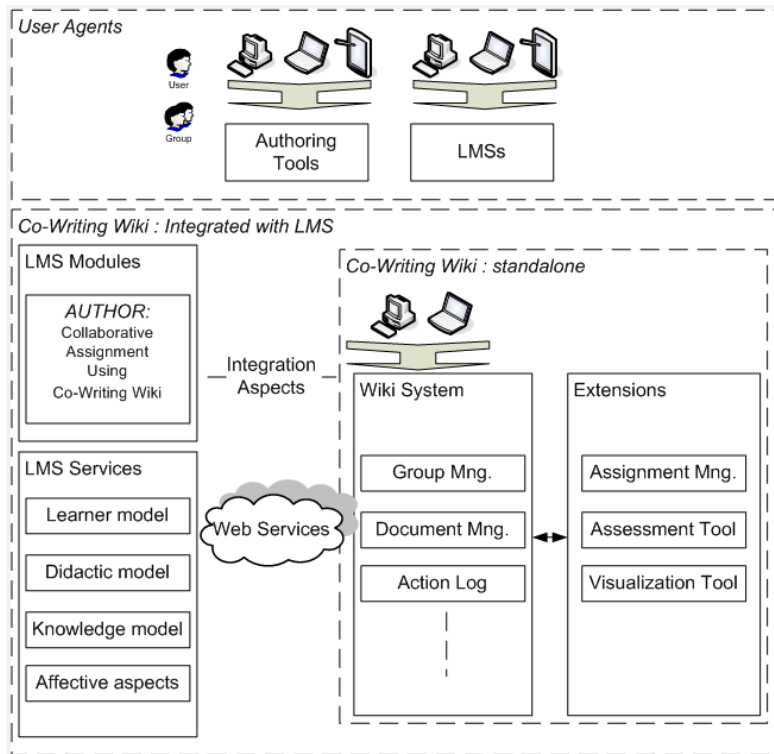 User Agents
User
Group
Authoring
Tools
LMSs
Co-Writing Wiki : Integrated with LMS
LMS Modules
AUTHOR:
Collaborative
Assignment
Using
Co-Writing Wiki
Integration
Aspects
Co-Writing Wiki : standalone
Wiki System
Group Mng.
Document Mng.
Action Log
Extensions
Assignment Mng.
Assessment Tool
Visualization Tool
LMS Services
Learner model
Didactic model
Knowledge model
Affective aspects
Web Services